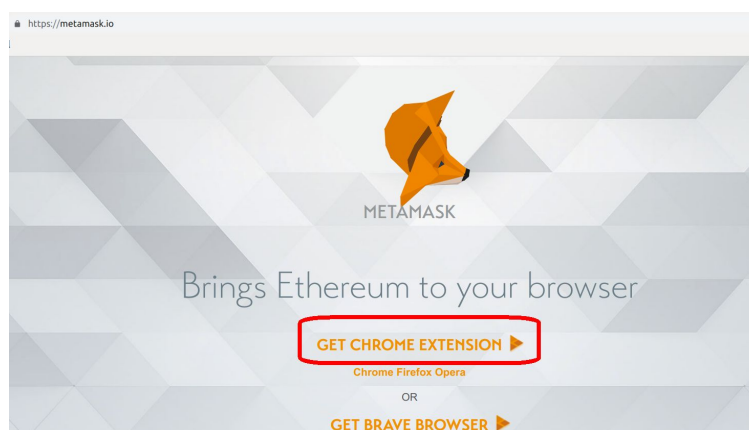 https://metamask.io
METAMASK
Brings Ethereum to your browser
GET CHROME EXTENSION
Chrome Firefox Opera
OR
GET BRAVE BROWSER